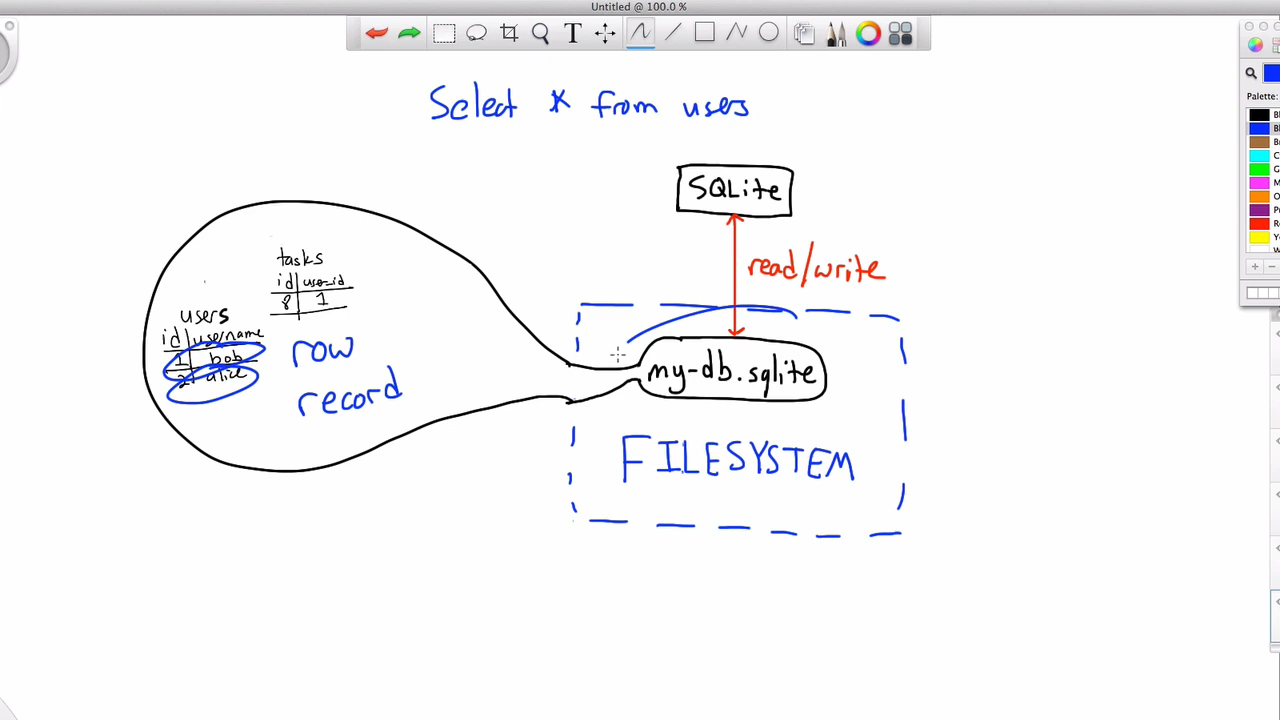 Untitled @ 100.0 %
T
Select * from users
Palette:
SQLite
read/write
tasks
id user_id
8 1
users
id username
1 bob
2 alice
row
record
my-db.sqlite
FILESYSTEM